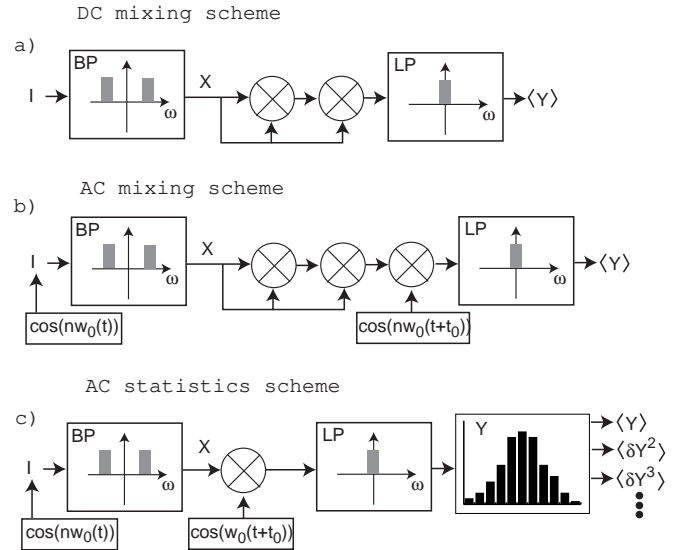 DC mixing scheme
a)
BP
LP
I
X
ω
ω
⟨Y⟩
AC mixing scheme
b)
BP
LP
I
X
ω
ω
⟨Y⟩
cos(nw₀(t))
cos(nw₀(t+t₀))
AC statistics scheme
c)
BP
LP
Y
⟨Y⟩
I
X
ω
ω
⟨δY²⟩
⟨δY³⟩
cos(nw₀(t))
cos(w₀(t+t₀))